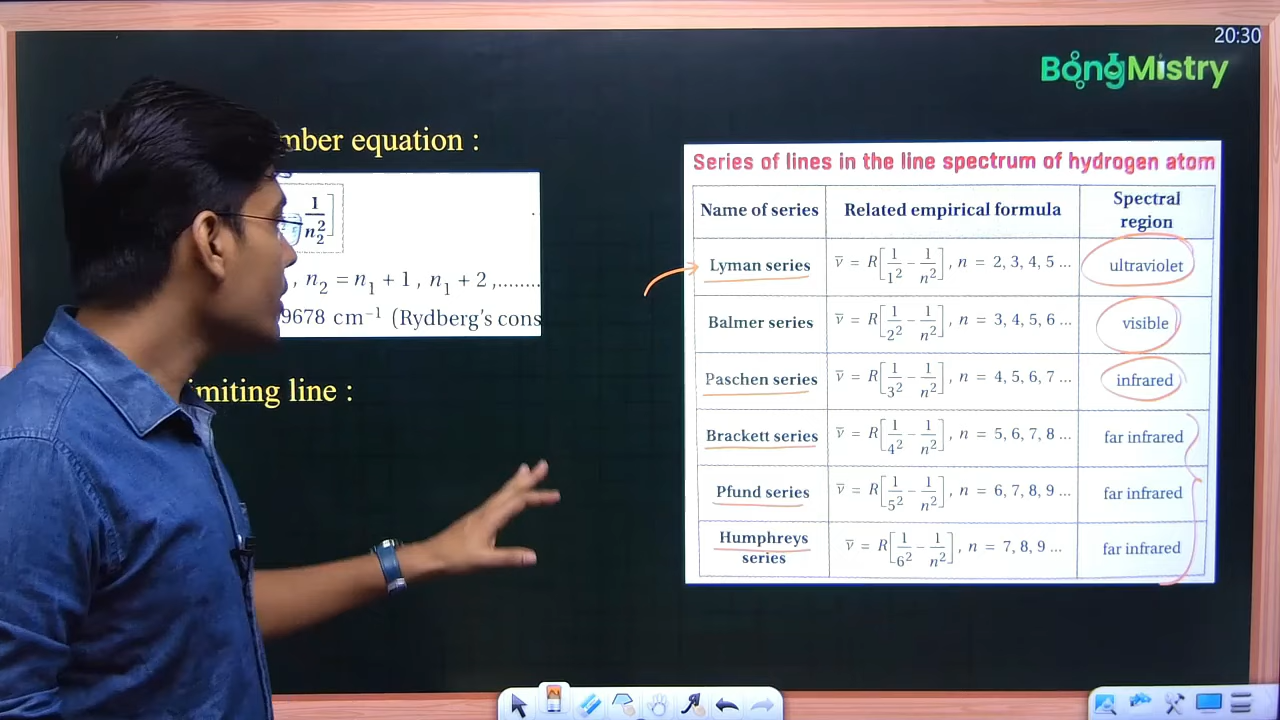 20:30
BongMistry
mber equation :
1
n₂²
]
, n₂ = n₁ + 1 , n₁ + 2 ,........
9678 cm⁻¹ (Rydberg's cons
imiting line :
Series of lines in the line spectrum of hydrogen atom
Name of series Related empirical formula Spectral region
Lyman series ν̅ = R[1/1² − 1/n²] , n = 2, 3, 4, 5 ... ultraviolet
Balmer series ν̅ = R[1/2² − 1/n²] , n = 3, 4, 5, 6 ... visible
Paschen series ν̅ = R[1/3² − 1/n²] , n = 4, 5, 6, 7 ... infrared
Brackett series ν̅ = R[1/4² − 1/n²] , n = 5, 6, 7, 8 ... far infrared
Pfund series ν̅ = R[1/5² − 1/n²] , n = 6, 7, 8, 9 ... far infrared
Humphreys series ν̅ = R[1/6² − 1/n²] , n = 7, 8, 9 ... far infrared